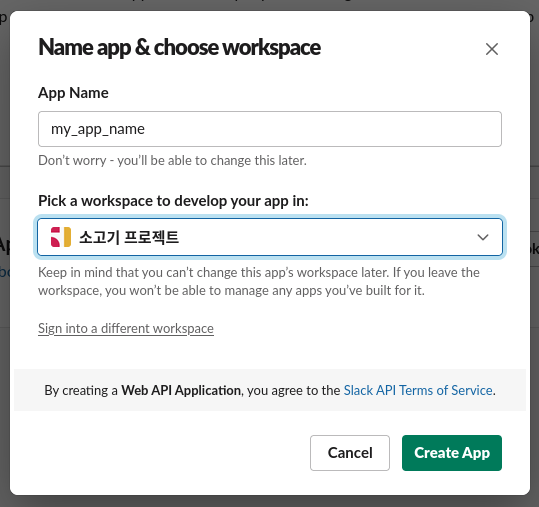 Name app & choose workspace
App Name
my_app_name
Don't worry - you'll be able to change this later.
Pick a workspace to develop your app in:
소고기 프로젝트
Keep in mind that you can't change this app's workspace later. If you leave the
workspace, you won't be able to manage any apps you've built for it.
Sign into a different workspace
By creating a Web API Application, you agree to the Slack API Terms of Service.
Cancel
Create App